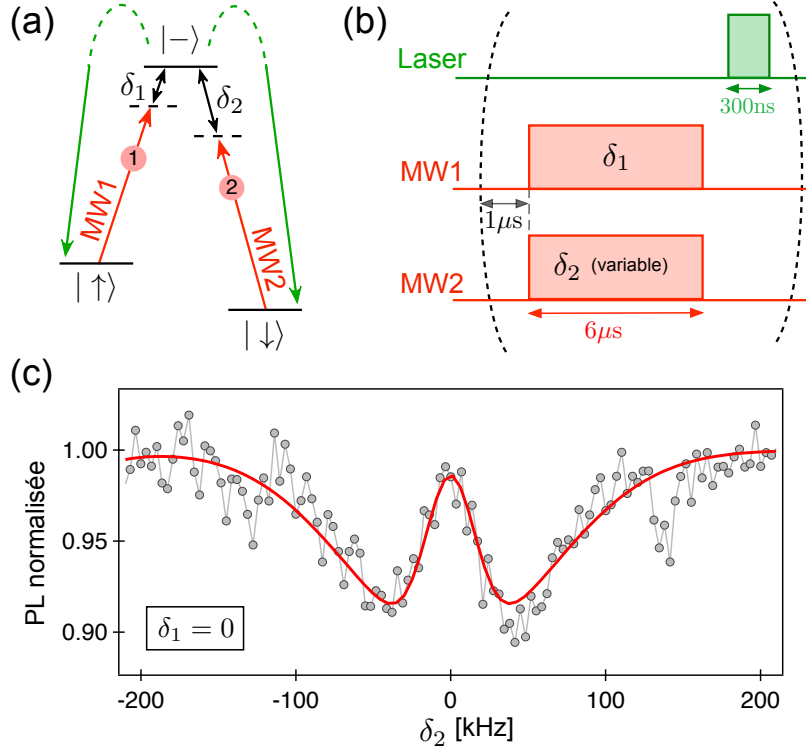 (a)
|−⟩
δ₁
δ₂
1
2
MW1
MW2
|↑⟩
|↓⟩
(b)
Laser
300ns
MW1
δ₁
1μs
MW2
δ₂ (variable)
6μs
(c)
PL normalisée
1.00
0.95
0.90
δ₁ = 0
-200
-100
0
100
200
δ₂ [kHz]